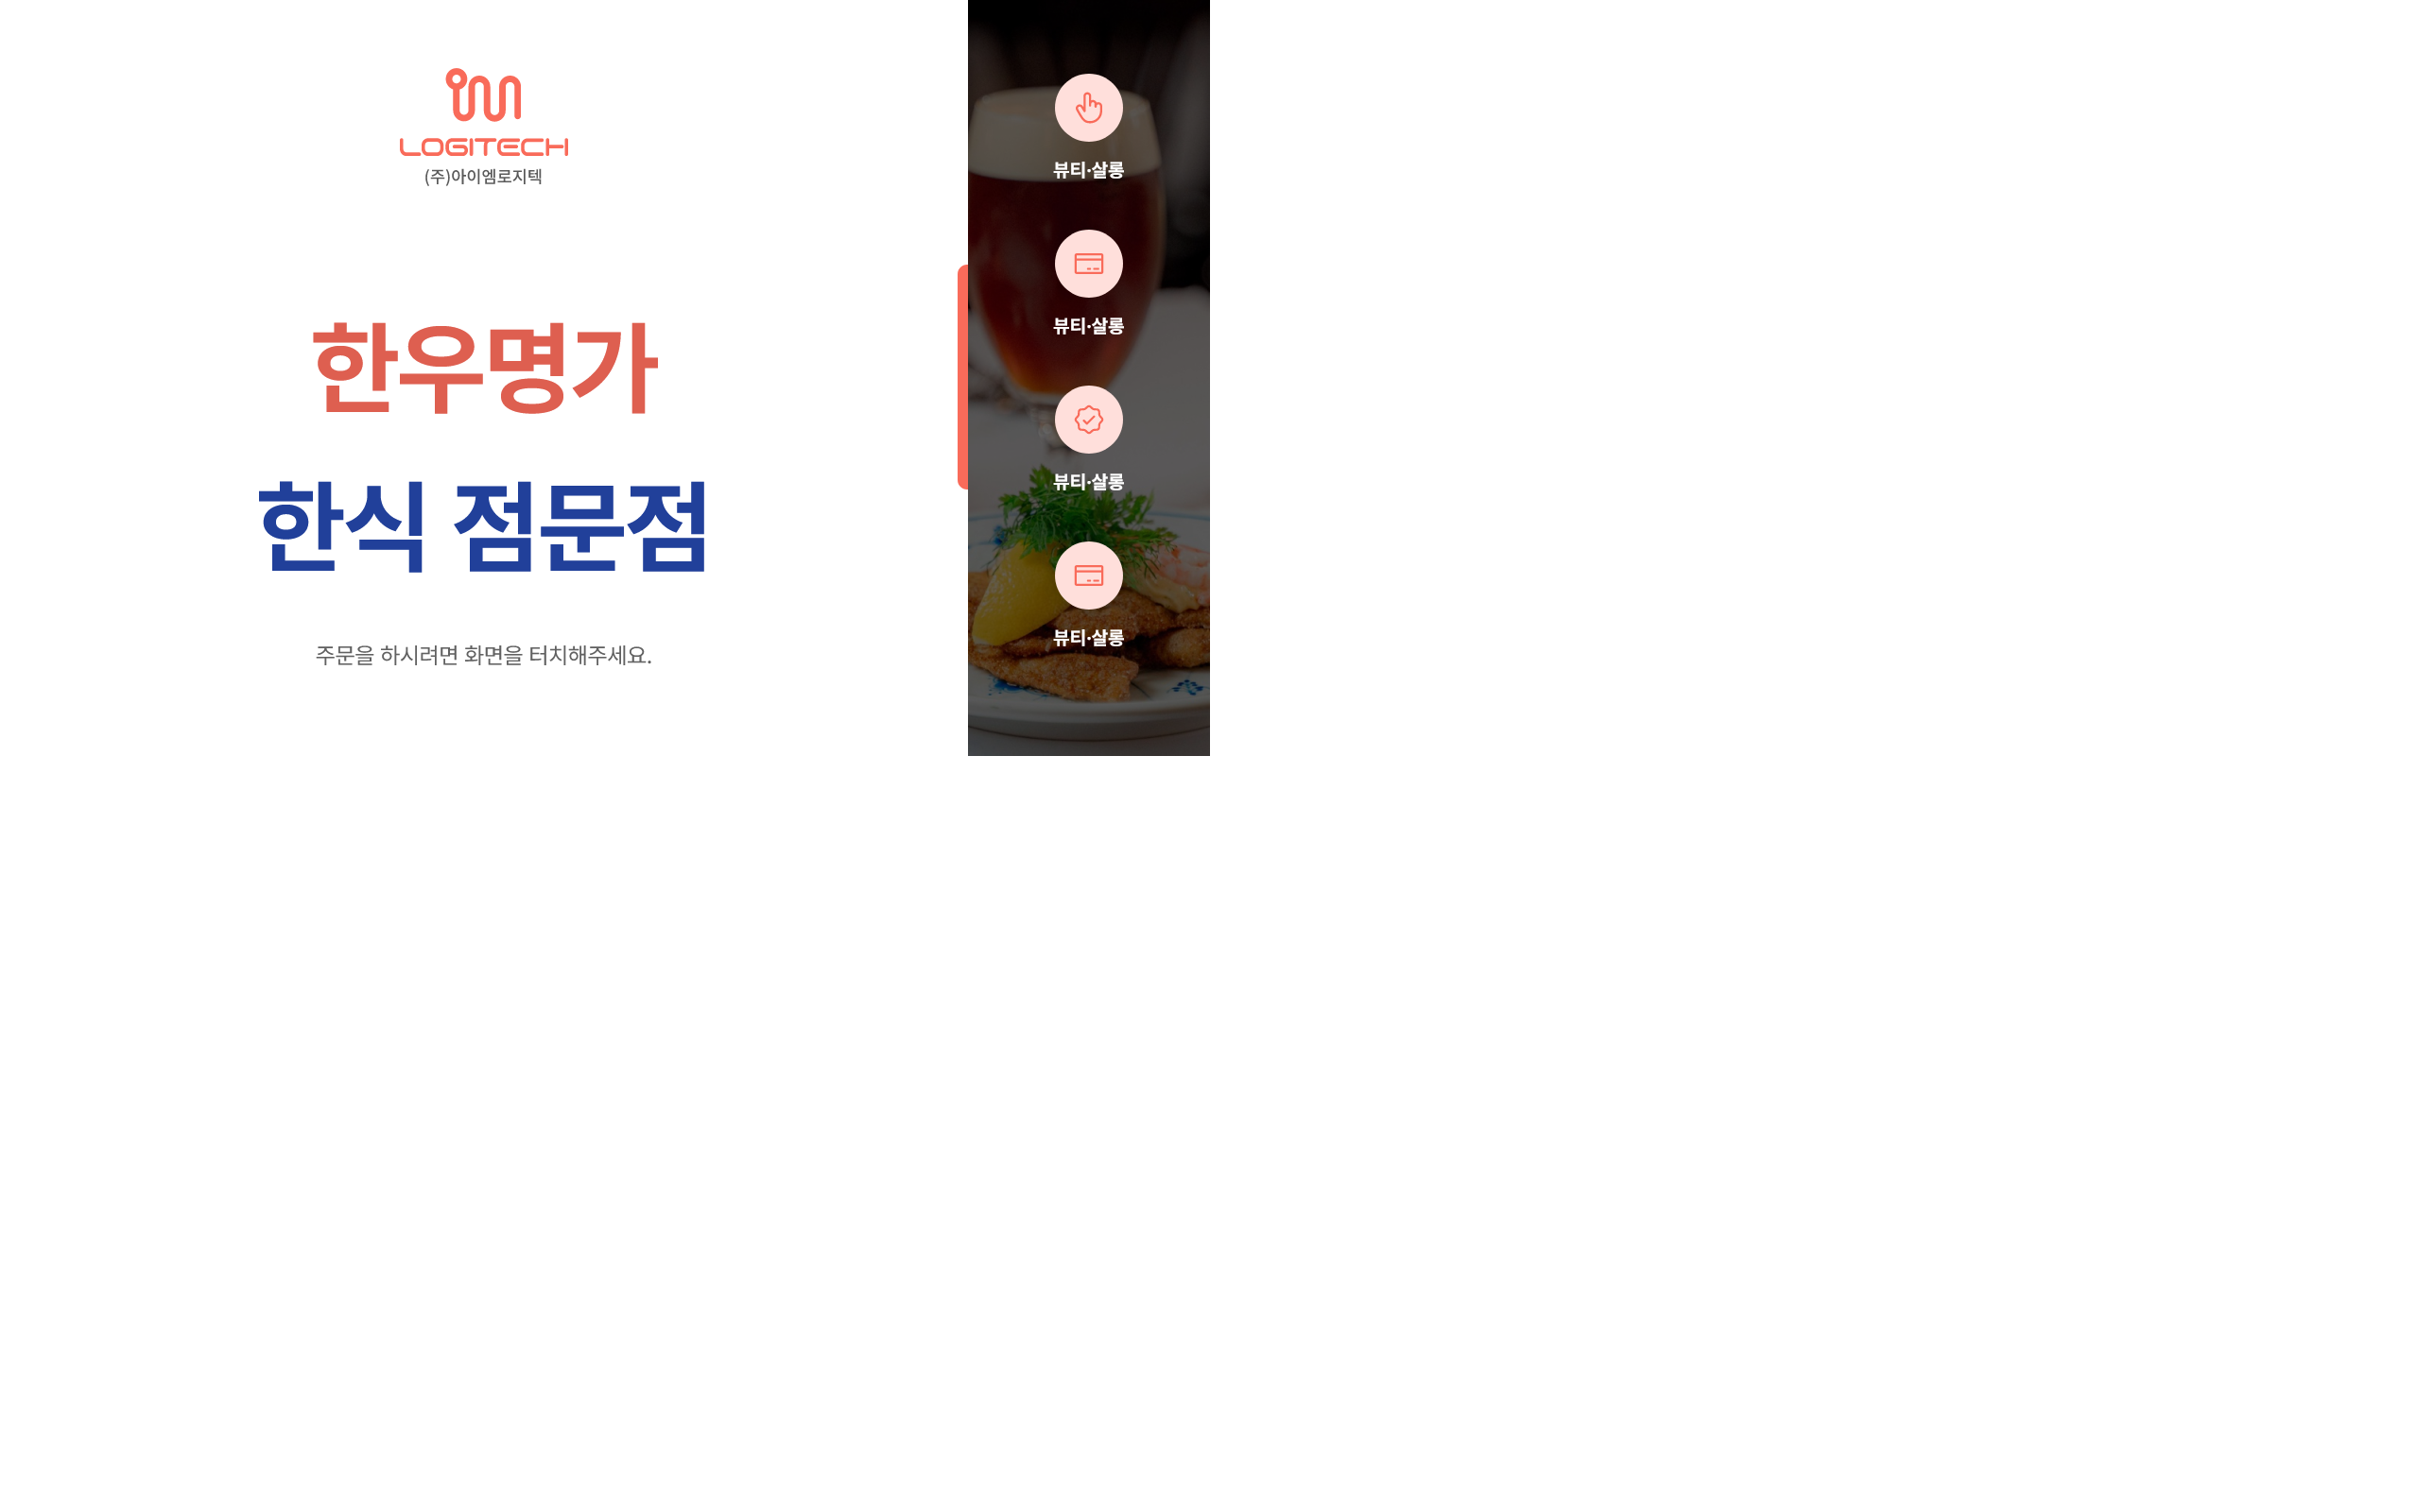 LOGITECH
(주)아이엠로지텍
한우명가
한식 점문점
주문을 하시려면 화면을 터치해주세요.
뷰티·살롱
뷰티·살롱
뷰티·살롱
뷰티·살롱